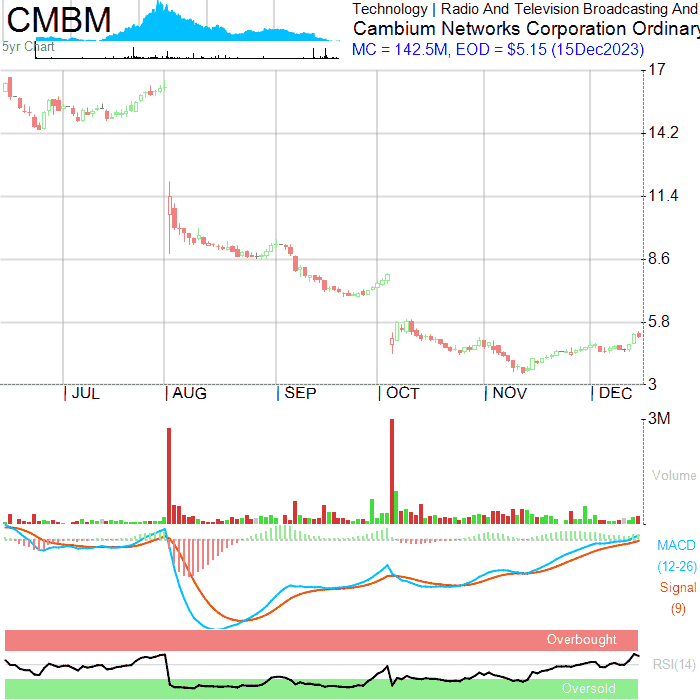 CMBM
5yr Chart
Technology | Radio And Television Broadcasting And
Cambium Networks Corporation Ordinary
MC = 142.5M, EOD = $5.15 (15Dec2023)
17
14.2
11.4
8.6
5.8
3
| JUL | AUG | SEP | OCT | NOV | DEC
3M
Volume
MACD
(12-26)
Signal
(9)
Overbought
RSI(14)
Oversold